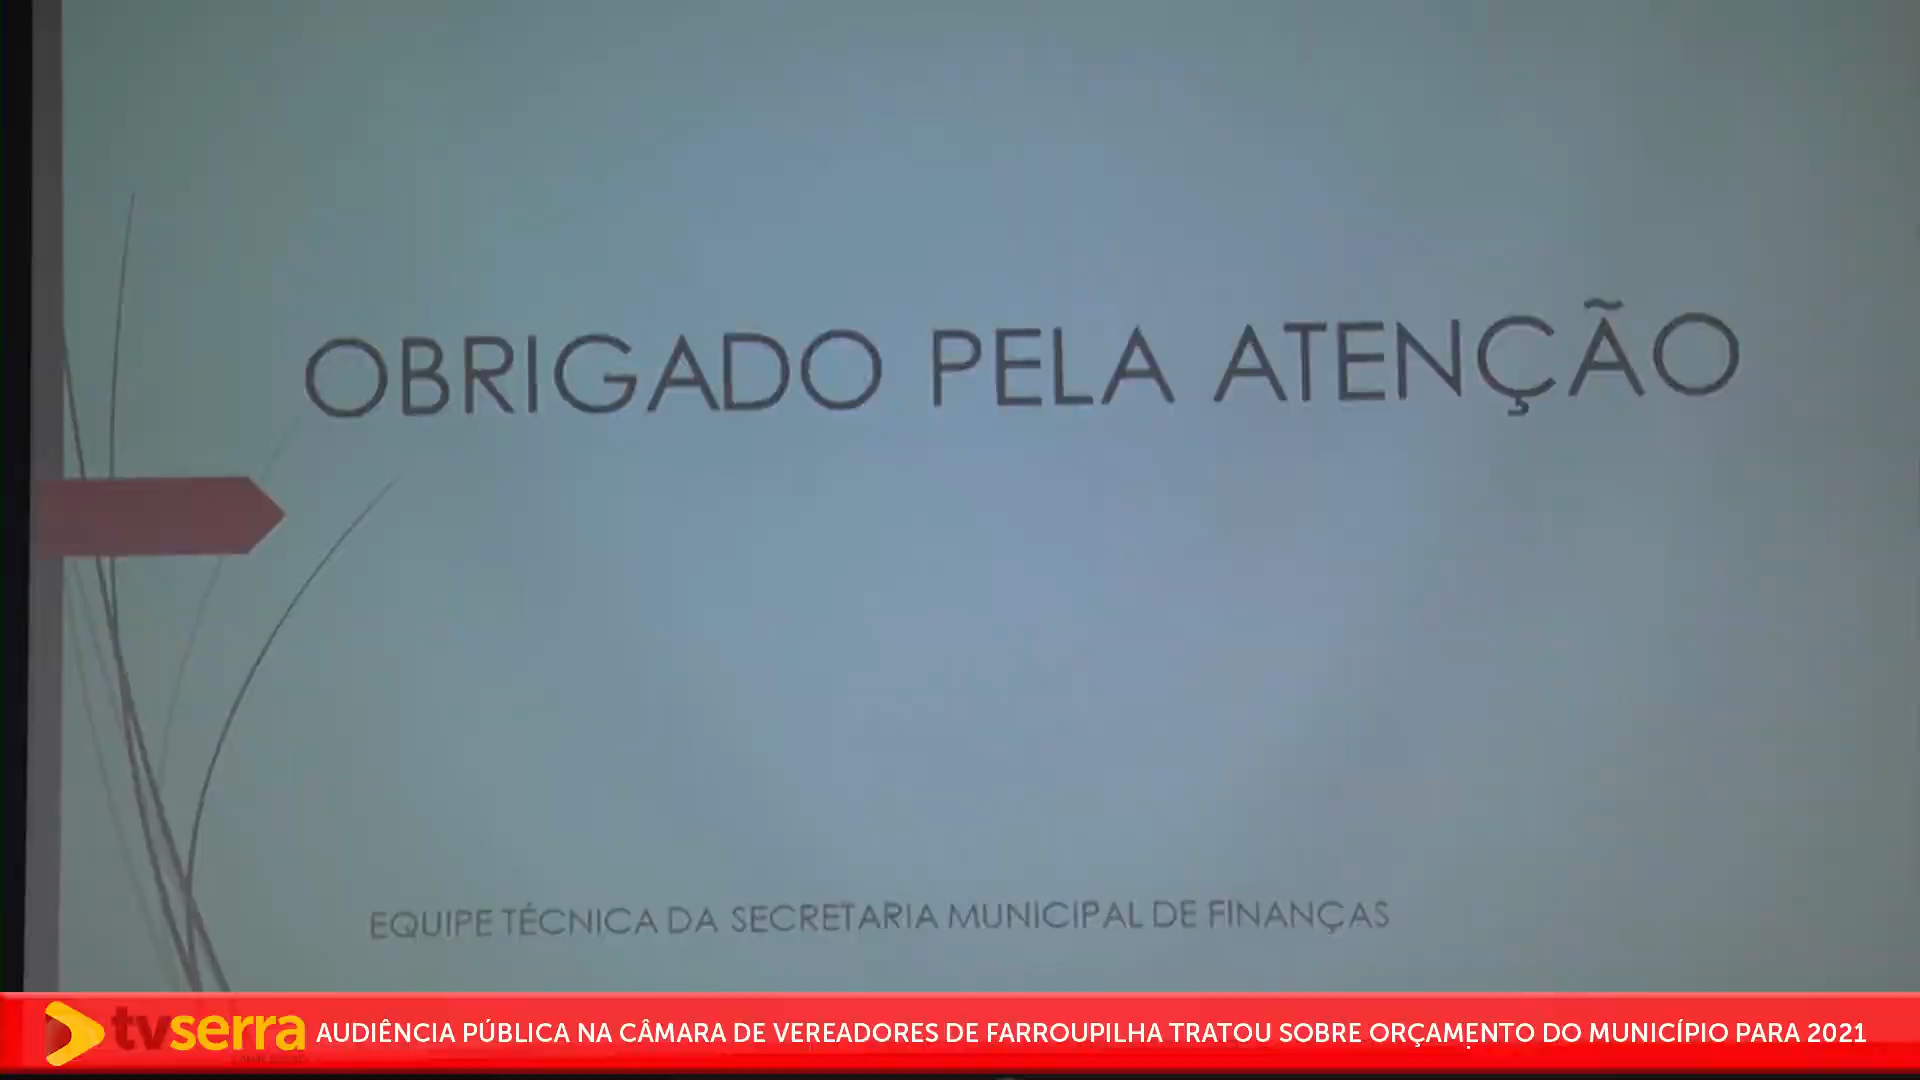 OBRIGADO PELA ATENÇÃO
EQUIPE TÉCNICA DA SECRETARIA MUNICIPAL DE FINANÇAS
tvserra AUDIÊNCIA PÚBLICA NA CÂMARA DE VEREADORES DE FARROUPILHA TRATOU SOBRE ORÇAMENTO DO MUNICÍPIO PARA 2021